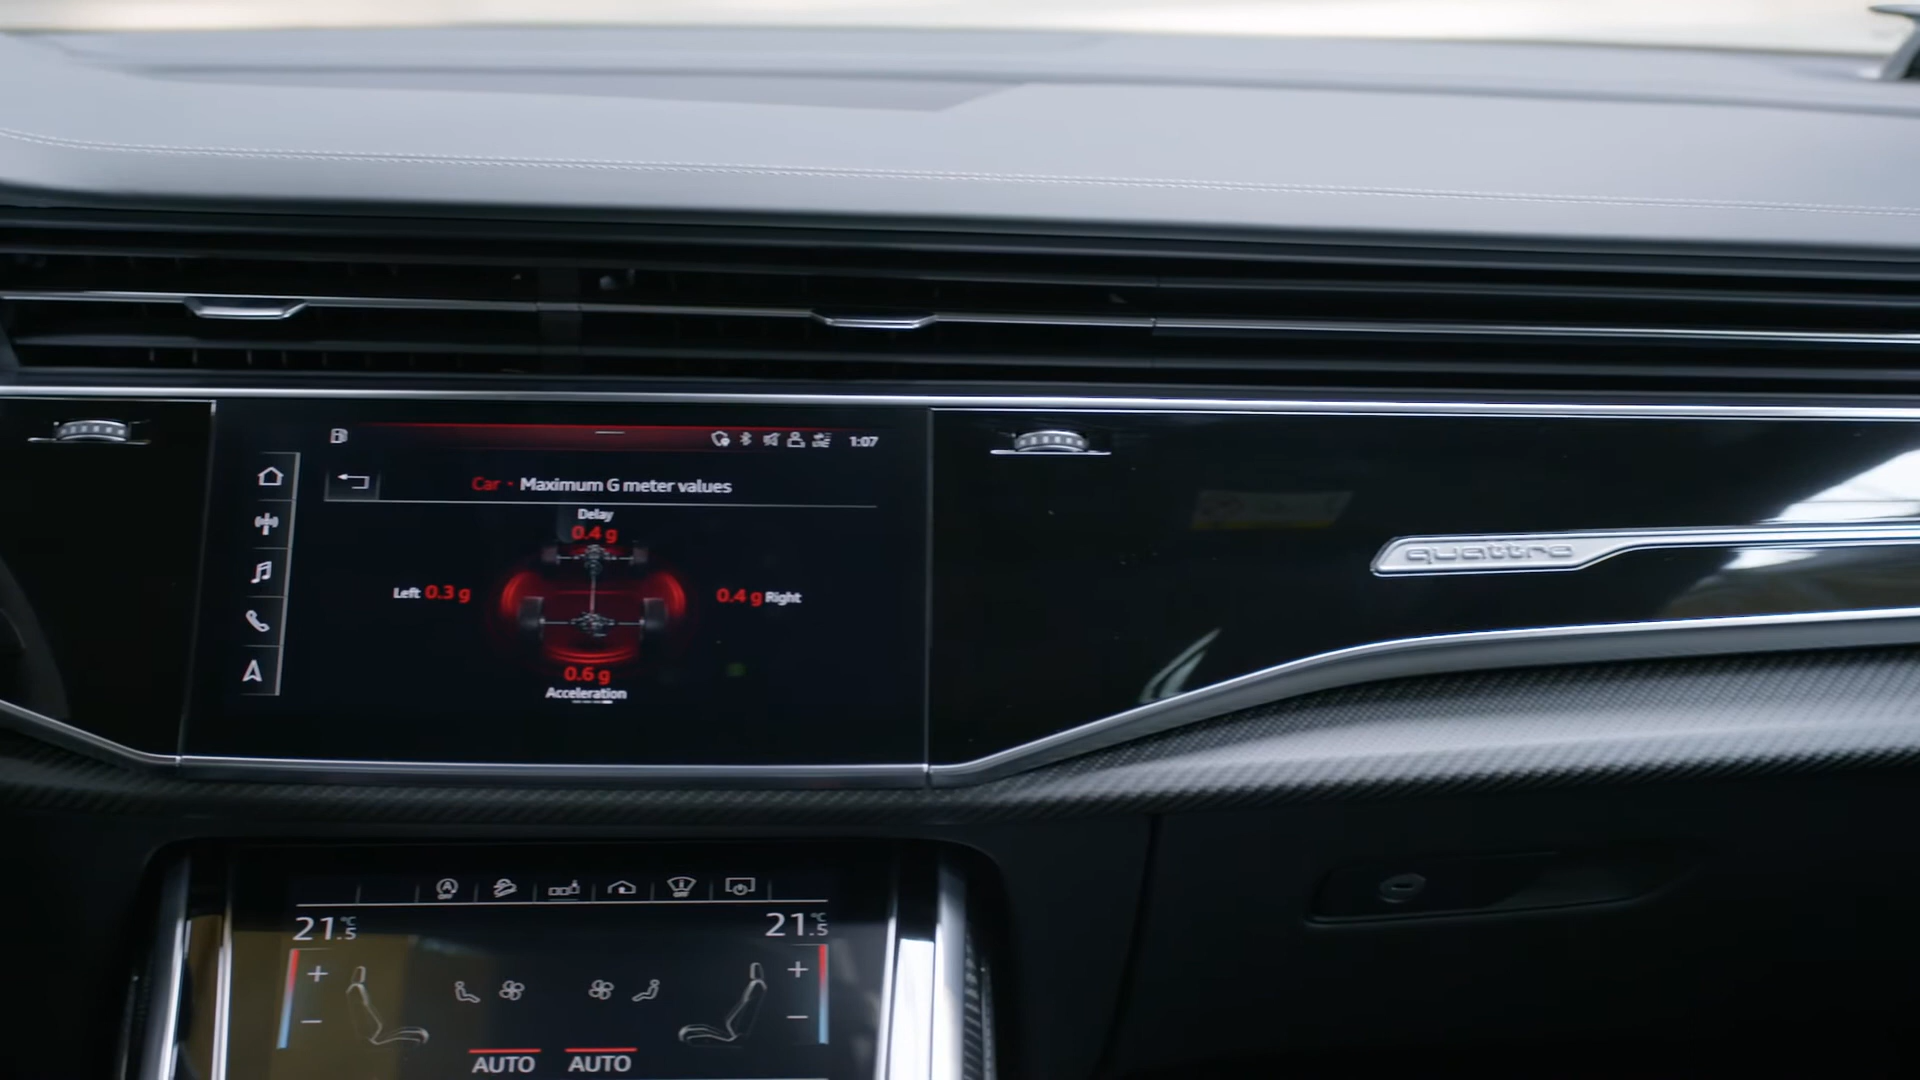 1:07
Car · Maximum G meter values
Delay
0.4 g
Left 0.3 g
0.4 g Right
0.6 g
Acceleration
quattro
21.5 °C
21.5 °C
AUTO AUTO